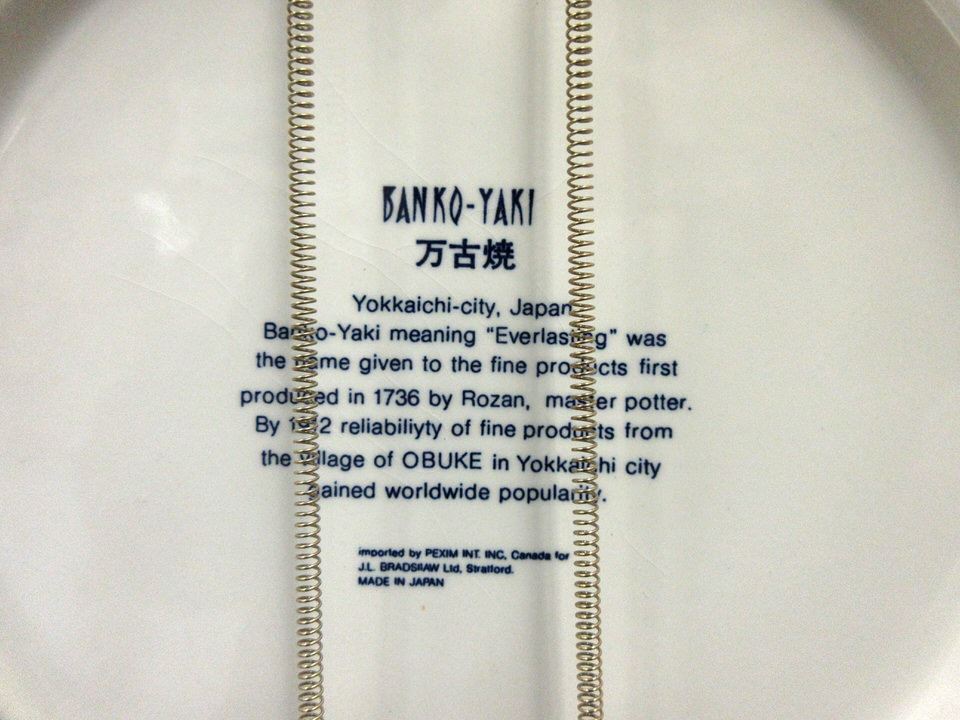 BANKO-YAKI
万古焼
Yokkaichi-city, Japan
Banko-Yaki meaning "Everlasting" was
the name given to the fine products first
produced in 1736 by Rozan, master potter.
By reliabiliyty of fine products from
the village of OBUKE in Yokkaichi city
gained worldwide popularity.
imported by PEXIM INT. INC, Canada for
J.L. BRADSHAW Ltd, Stratford.
MADE IN JAPAN